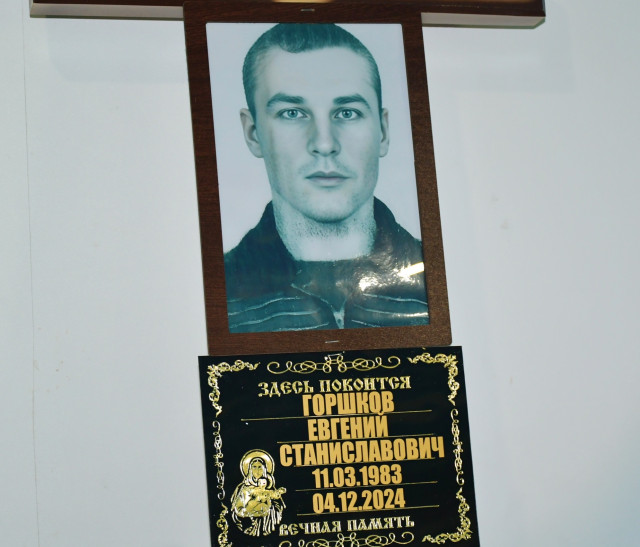 ЗДЕСЬ ПОКОИТСЯ
ГОРШКОВ
ЕВГЕНИЙ
СТАНИСЛАВОВИЧ
11.03.1983
04.12.2024
ВЕЧНАЯ ПАМЯТЬ